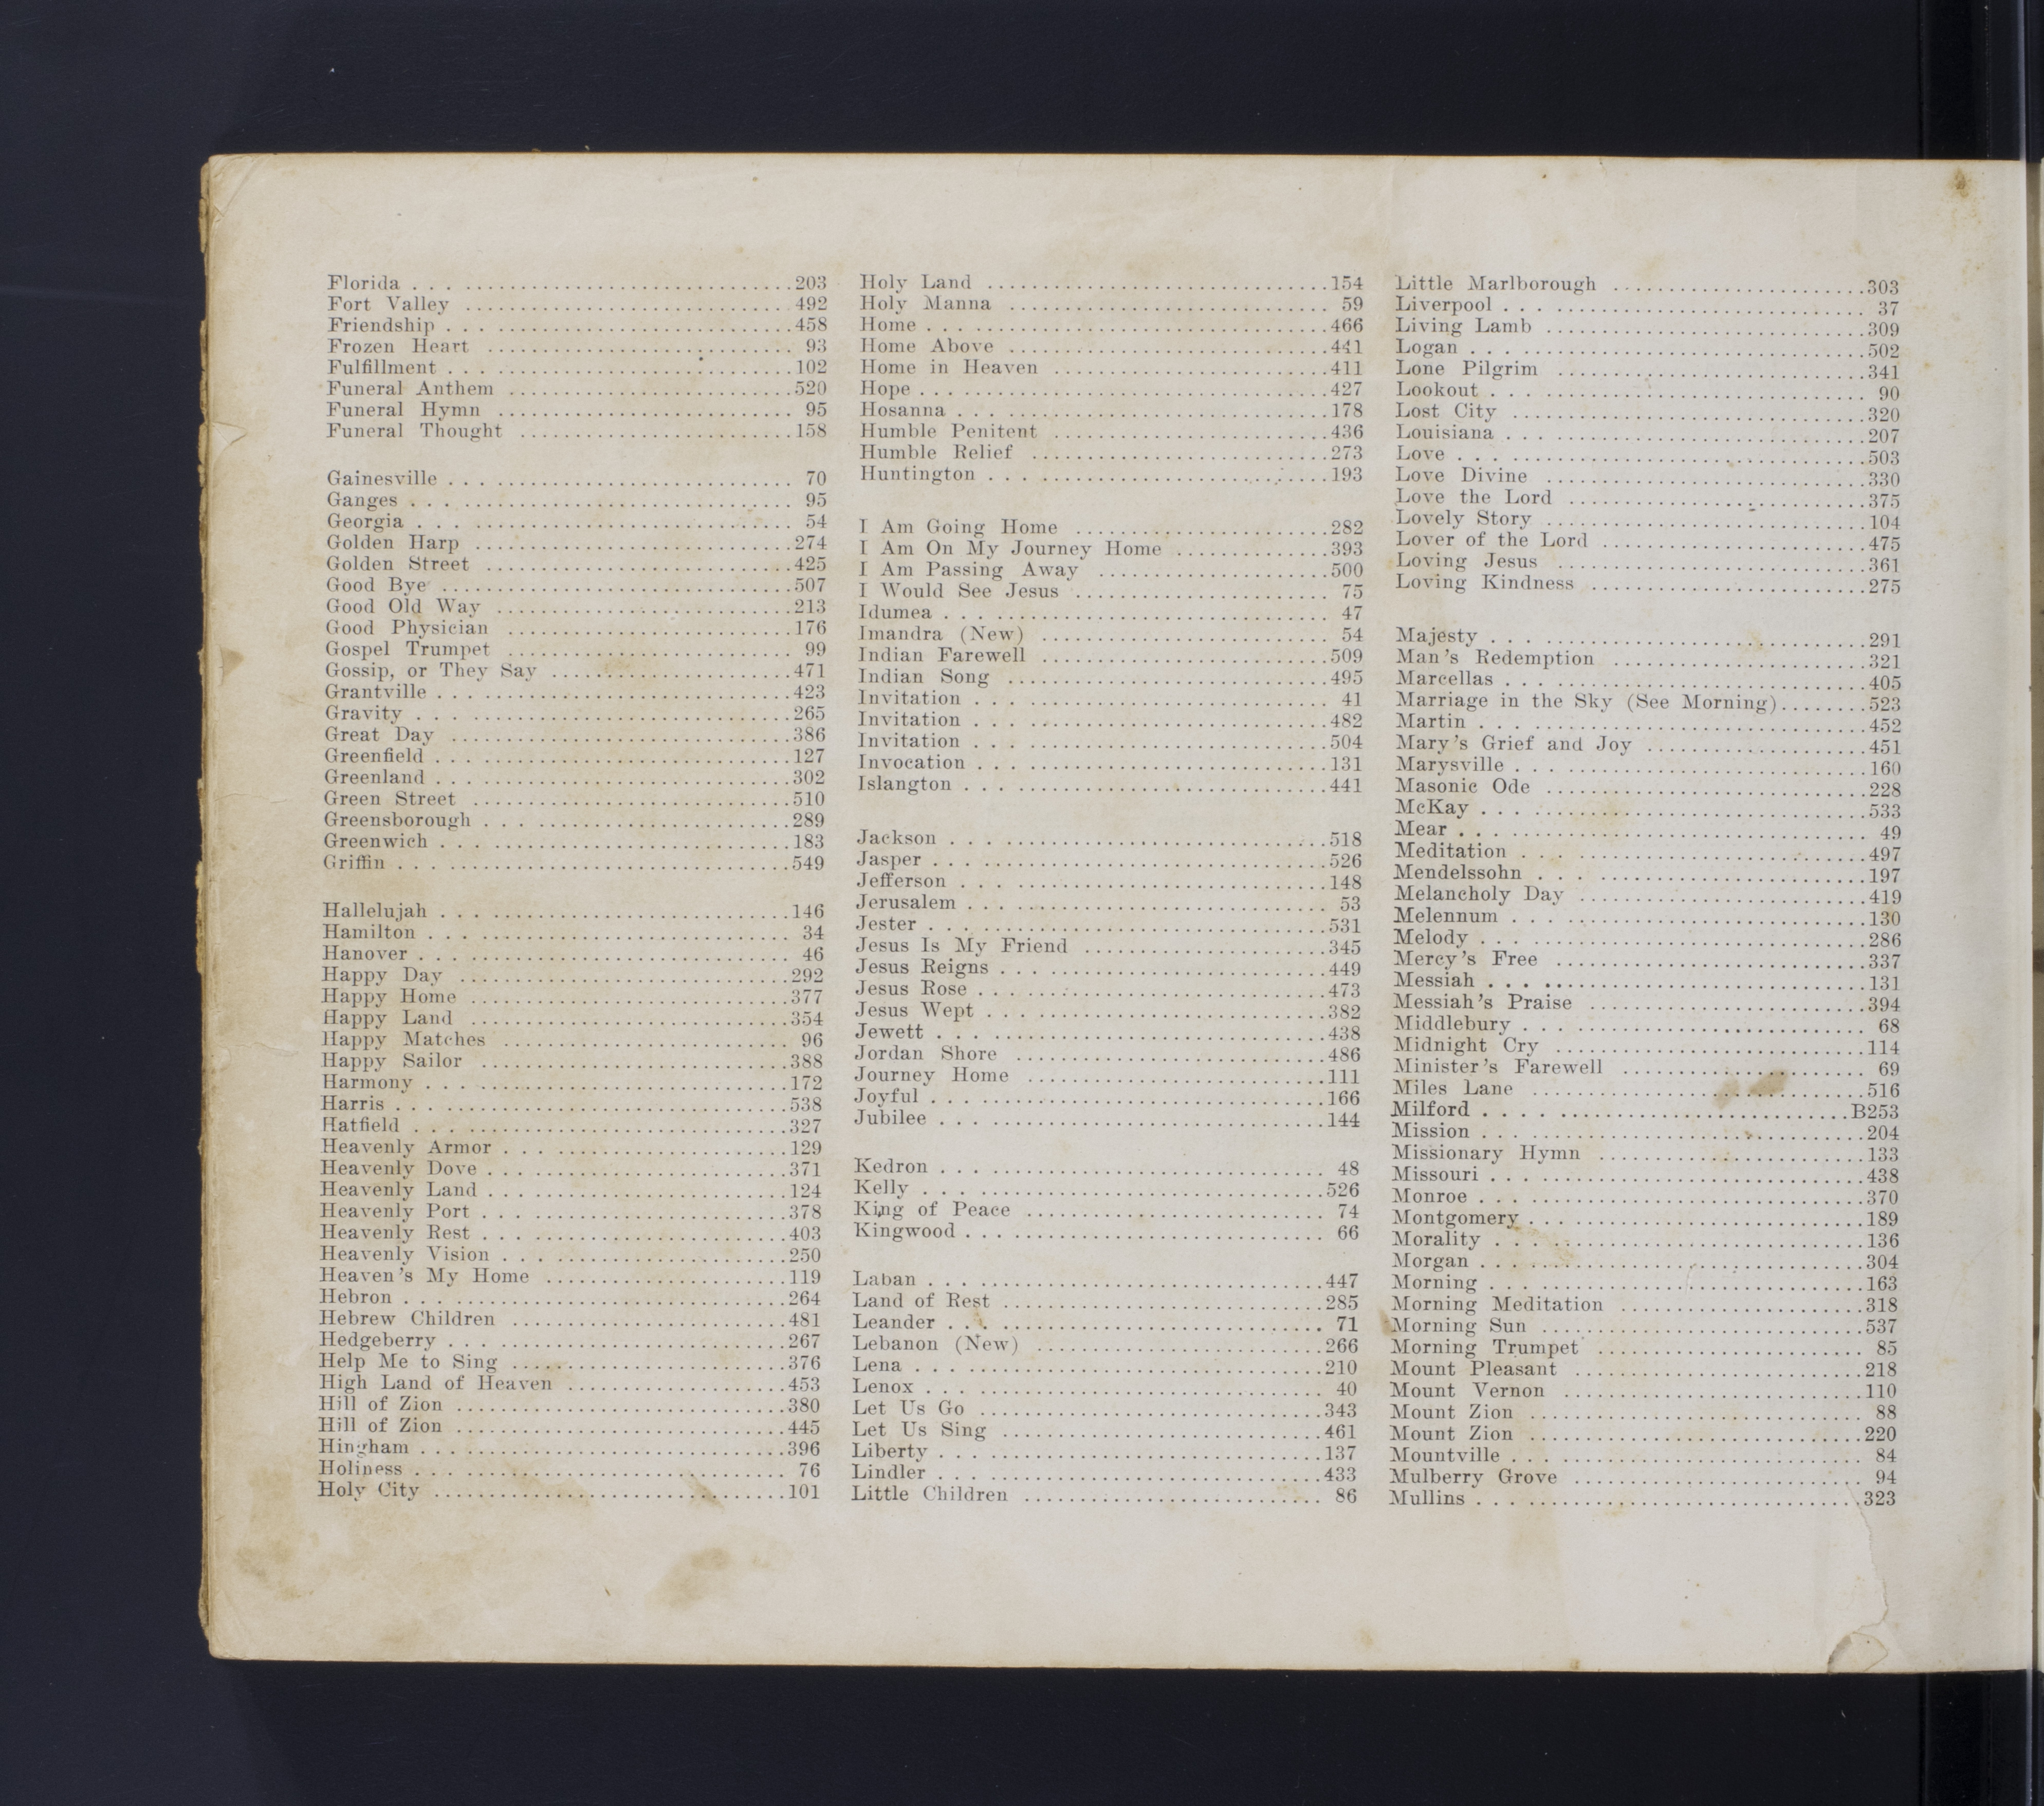 Florida . . . ............................203
Fort Valley ............................492
Friendship . . . ............................458
Frozen Heart ............................ 93
Fulfillment . . . ............................102
Funeral Anthem ............................520
Funeral Hymn ............................ 95
Funeral Thought ............................158
Gainesville . . . ............................ 70
Ganges . . . ............................ 95
Georgia . . . ............................ 54
Golden Harp ............................274
Golden Street ............................425
Good Bye ............................507
Good Old Way ............................213
Good Physician ............................176
Gospel Trumpet ............................ 99
Gossip, or They Say ......................471
Grantville . . . ............................423
Gravity . . . ............................265
Great Day ............................386
Greenfield . . . ............................127
Greenland . . . ............................302
Green Street ............................510
Greensborough . . . ........................289
Greenwich . . . ............................183
Griffin . . . ............................549
Hallelujah . . . ............................146
Hamilton . . . ............................ 34
Hanover . . . ............................ 46
Happy Day ............................292
Happy Home ............................377
Happy Land ............................354
Happy Matches ............................ 96
Happy Sailor ............................388
Harmony . . . ............................172
Harris . . . ............................538
Hatfield . . . ............................327
Heavenly Armor . . . ......................129
Heavenly Dove . . . ......................371
Heavenly Land . . . ......................124
Heavenly Port . . . ......................378
Heavenly Rest . . . ......................403
Heavenly Vision . . . ......................250
Heaven's My Home ......................119
Hebron . . . ............................264
Hebrew Children ......................481
Hedgeberry . . . ............................267
Help Me to Sing ......................376
High Land of Heaven ......................453
Hill of Zion ............................380
Hill of Zion ............................445
Hingham . . . ............................396
Holiness . . . ............................ 76
Holy City ............................101
Holy Land ............................154
Holy Manna ............................ 59
Home . . . ............................466
Home Above ............................441
Home in Heaven ......................411
Hope . . . ............................427
Hosanna . . . ............................178
Humble Penitent ......................436
Humble Relief ......................273
Huntington . . . ............................193
I Am Going Home ......................282
I Am On My Journey Home ..............393
I Am Passing Away ......................500
I Would See Jesus ...................... 75
Idumea . . . ............................ 47
Imandra (New) ...................... 54
Indian Farewell ......................509
Indian Song ............................495
Invitation . . . ............................ 41
Invitation . . . ............................482
Invitation . . . ............................504
Invocation . . . ............................131
Islangton . . . ............................441
Jackson . . . ............................518
Jasper . . . ............................526
Jefferson . . . ............................148
Jerusalem . . . ............................ 53
Jester . . . ............................531
Jesus Is My Friend ......................345
Jesus Reigns . . . ......................449
Jesus Rose . . . ......................473
Jesus Wept . . . ......................382
Jewett . . . ............................438
Jordan Shore ............................486
Journey Home ......................111
Joyful . . . ............................166
Jubilee . . . ............................144
Kedron . . . ............................ 48
Kelly . . . ............................526
King of Peace ...................... 74
Kingwood . . . ............................ 66
Laban . . . ............................447
Land of Rest ............................285
Leander . . . ............................ 71
Lebanon (New) ......................266
Lena . . . ............................210
Lenox . . . ............................ 40
Let Us Go ............................343
Let Us Sing ............................461
Liberty . . . ............................137
Lindler . . . ............................433
Little Children ...................... 86
Little Marlborough ......................303
Liverpool . . . ............................ 37
Living Lamb ............................309
Logan . . . ............................502
Lone Pilgrim ............................341
Lookout . . . ............................ 90
Lost City ............................320
Louisiana . . . ............................207
Love . . . ............................503
Love Divine ............................330
Love the Lord ......................375
Lovely Story ............................104
Lover of the Lord ......................475
Loving Jesus ............................361
Loving Kindness ......................275
Majesty . . . ............................291
Man's Redemption ......................321
Marcellas . . . ............................405
Marriage in the Sky (See Morning)........523
Martin . . . ............................452
Mary's Grief and Joy ......................451
Marysville . . . ............................160
Masonic Ode ............................228
McKay . . . ............................533
Mear . . . ............................ 49
Meditation . . . ............................497
Mendelssohn . . . ......................197
Melancholy Day ......................419
Melennum . . . ............................130
Melody . . . ............................286
Mercy's Free ............................337
Messiah . . . ............................131
Messiah's Praise ......................394
Middlebury . . . ............................ 68
Midnight Cry ............................114
Minister's Farewell ...................... 69
Miles Lane ............................516
Milford . . . . ........................B253
Mission . . . ............................204
Missionary Hymn ......................133
Missouri . . . ............................438
Monroe . . . ............................370
Montgomery . . . ............................189
Morality . . . ............................136
Morgan . . . ............................304
Morning . . . ............................163
Morning Meditation ......................318
Morning Sun ............................537
Morning Trumpet ...................... 85
Mount Pleasant ......................218
Mount Vernon ......................110
Mount Zion ............................ 88
Mount Zion ............................220
Mountville . . . ............................ 84
Mulberry Grove ...................... 94
Mullins . . . ............................323